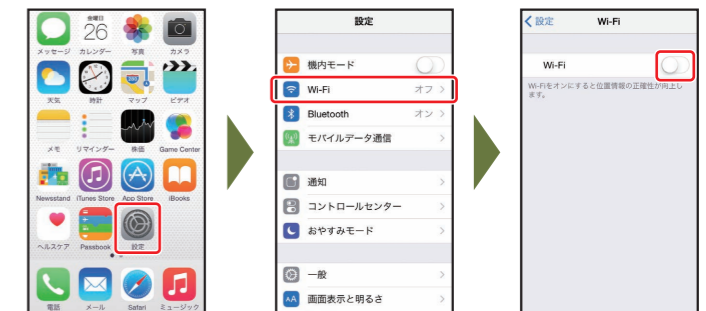 金曜日
26
メッセージ
カレンダー
写真
カメラ
天気
時計
マップ
ビデオ
メモ
リマインダー
株価
Game Center
Newsstand
iTunes Store
App Store
iBooks
ヘルスケア
Passbook
設定
電話
メール
Safari
ミュージック
設定
機内モード
Wi-Fi オフ
Bluetooth オン
モバイルデータ通信
通知
コントロールセンター
おやすみモード
一般
AA 画面表示と明るさ
設定 Wi-Fi
Wi-Fi
Wi-Fiをオンにすると位置情報の正確性が向上し
ます。